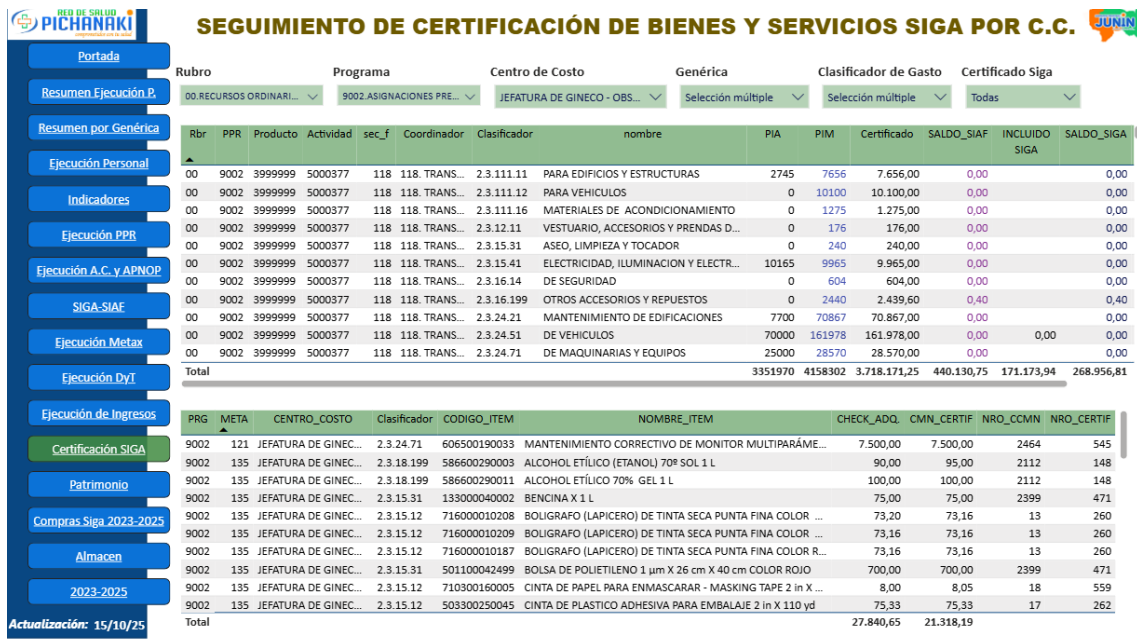 RED DE SALUD
PICHANAKI
SEGUIMIENTO DE CERTIFICACIÓN DE BIENES Y SERVICIOS SIGA POR C.C.
JUNIN
Portada
Resumen Ejecución P.
Resumen por Genérica
Ejecución Personal
Indicadores
Ejecución PPR
Ejecución A.C. y APNOP
SIGA-SIAF
Ejecución Metax
Ejecución DyT
Ejecución de Ingresos
Certificación SIGA
Patrimonio
Compras Siga 2023-2025
Almacen
2023-2025
Actualización: 15/10/25
Rubro Programa Centro de Costo Genérica Clasificador de Gasto Certificado Siga
00.RECURSOS ORDINARI... 9002.ASIGNACIONES PRE... JEFATURA DE GINECO - OBS... Selección múltiple Selección múltiple Todas
Rbr PPR Producto Actividad sec_f Coordinador Clasificador nombre PIA PIM Certificado SALDO_SIAF INCLUIDO SIGA SALDO_SIGA
00 9002 3999999 5000377 118 118. TRANS... 2.3.111.11 PARA EDIFICIOS Y ESTRUCTURAS 2745 7656 7.656,00 0,00 0,00
00 9002 3999999 5000377 118 118. TRANS... 2.3.111.12 PARA VEHICULOS 0 10100 10.100,00 0,00 0,00
00 9002 3999999 5000377 118 118. TRANS... 2.3.111.16 MATERIALES DE ACONDICIONAMIENTO 0 1275 1.275,00 0,00 0,00
00 9002 3999999 5000377 118 118. TRANS... 2.3.12.11 VESTUARIO, ACCESORIOS Y PRENDAS D... 0 176 176,00 0,00 0,00
00 9002 3999999 5000377 118 118. TRANS... 2.3.15.31 ASEO, LIMPIEZA Y TOCADOR 0 240 240,00 0,00 0,00
00 9002 3999999 5000377 118 118. TRANS... 2.3.15.41 ELECTRICIDAD, ILUMINACION Y ELECTR... 10165 9965 9.965,00 0,00 0,00
00 9002 3999999 5000377 118 118. TRANS... 2.3.16.14 DE SEGURIDAD 0 604 604,00 0,00 0,00
00 9002 3999999 5000377 118 118. TRANS... 2.3.16.199 OTROS ACCESORIOS Y REPUESTOS 0 2440 2.439,60 0,40 0,40
00 9002 3999999 5000377 118 118. TRANS... 2.3.24.21 MANTENIMIENTO DE EDIFICACIONES 7700 70867 70.867,00 0,00 0,00
00 9002 3999999 5000377 118 118. TRANS... 2.3.24.51 DE VEHICULOS 70000 161978 161.978,00 0,00 0,00 0,00
00 9002 3999999 5000377 118 118. TRANS... 2.3.24.71 DE MAQUINARIAS Y EQUIPOS 25000 28570 28.570,00 0,00 0,00
Total 3351970 4158302 3.718.171,25 440.130,75 171.173,94 268.956,81
PRG META CENTRO_COSTO Clasificador CODIGO_ITEM NOMBRE_ITEM CHECK_ADQ. CMN_CERTIF NRO_CCMN NRO_CERTIF
9002 121 JEFATURA DE GINEC... 2.3.24.71 606500190033 MANTENIMIENTO CORRECTIVO DE MONITOR MULTIPARÁME... 7.500,00 7.500,00 2464 545
9002 135 JEFATURA DE GINEC... 2.3.18.199 586600290003 ALCOHOL ETÍLICO (ETANOL) 70º SOL 1 L 90,00 95,00 2112 148
9002 135 JEFATURA DE GINEC... 2.3.18.199 586600290011 ALCOHOL ETÍLICO 70% GEL 1 L 100,00 100,00 2112 148
9002 135 JEFATURA DE GINEC... 2.3.15.31 133000040002 BENCINA X 1 L 75,00 75,00 2399 471
9002 135 JEFATURA DE GINEC... 2.3.15.12 716000010208 BOLIGRAFO (LAPICERO) DE TINTA SECA PUNTA FINA COLOR ... 73,20 73,16 13 260
9002 135 JEFATURA DE GINEC... 2.3.15.12 716000010209 BOLIGRAFO (LAPICERO) DE TINTA SECA PUNTA FINA COLOR ... 73,16 73,16 13 260
9002 135 JEFATURA DE GINEC... 2.3.15.12 716000010187 BOLIGRAFO (LAPICERO) DE TINTA SECA PUNTA FINA COLOR R... 73,16 73,16 13 260
9002 135 JEFATURA DE GINEC... 2.3.15.31 501100042499 BOLSA DE POLIETILENO 1 µm X 26 cm X 40 cm COLOR ROJO 700,00 700,00 2399 471
9002 135 JEFATURA DE GINEC... 2.3.15.12 710300160005 CINTA DE PAPEL PARA ENMASCARAR - MASKING TAPE 2 in X ... 8,00 8,05 18 559
9002 135 JEFATURA DE GINEC... 2.3.15.12 503300250045 CINTA DE PLASTICO ADHESIVA PARA EMBALAJE 2 in X 110 yd 75,33 75,33 17 262
Total 27.840,65 21.318,19